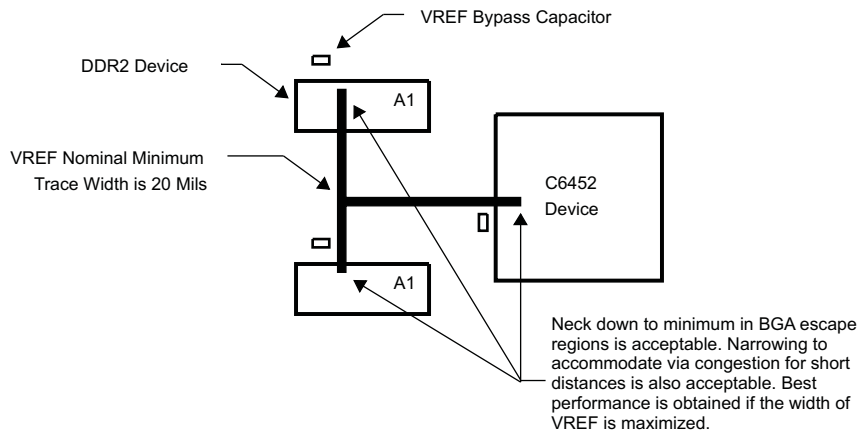 VREF Bypass Capacitor
DDR2 Device
A1
VREF Nominal Minimum
Trace Width is 20 Mils
C6452
Device
A1
Neck down to minimum in BGA escape
regions is acceptable. Narrowing to
accommodate via congestion for short
distances is also acceptable. Best
performance is obtained if the width of
VREF is maximized.